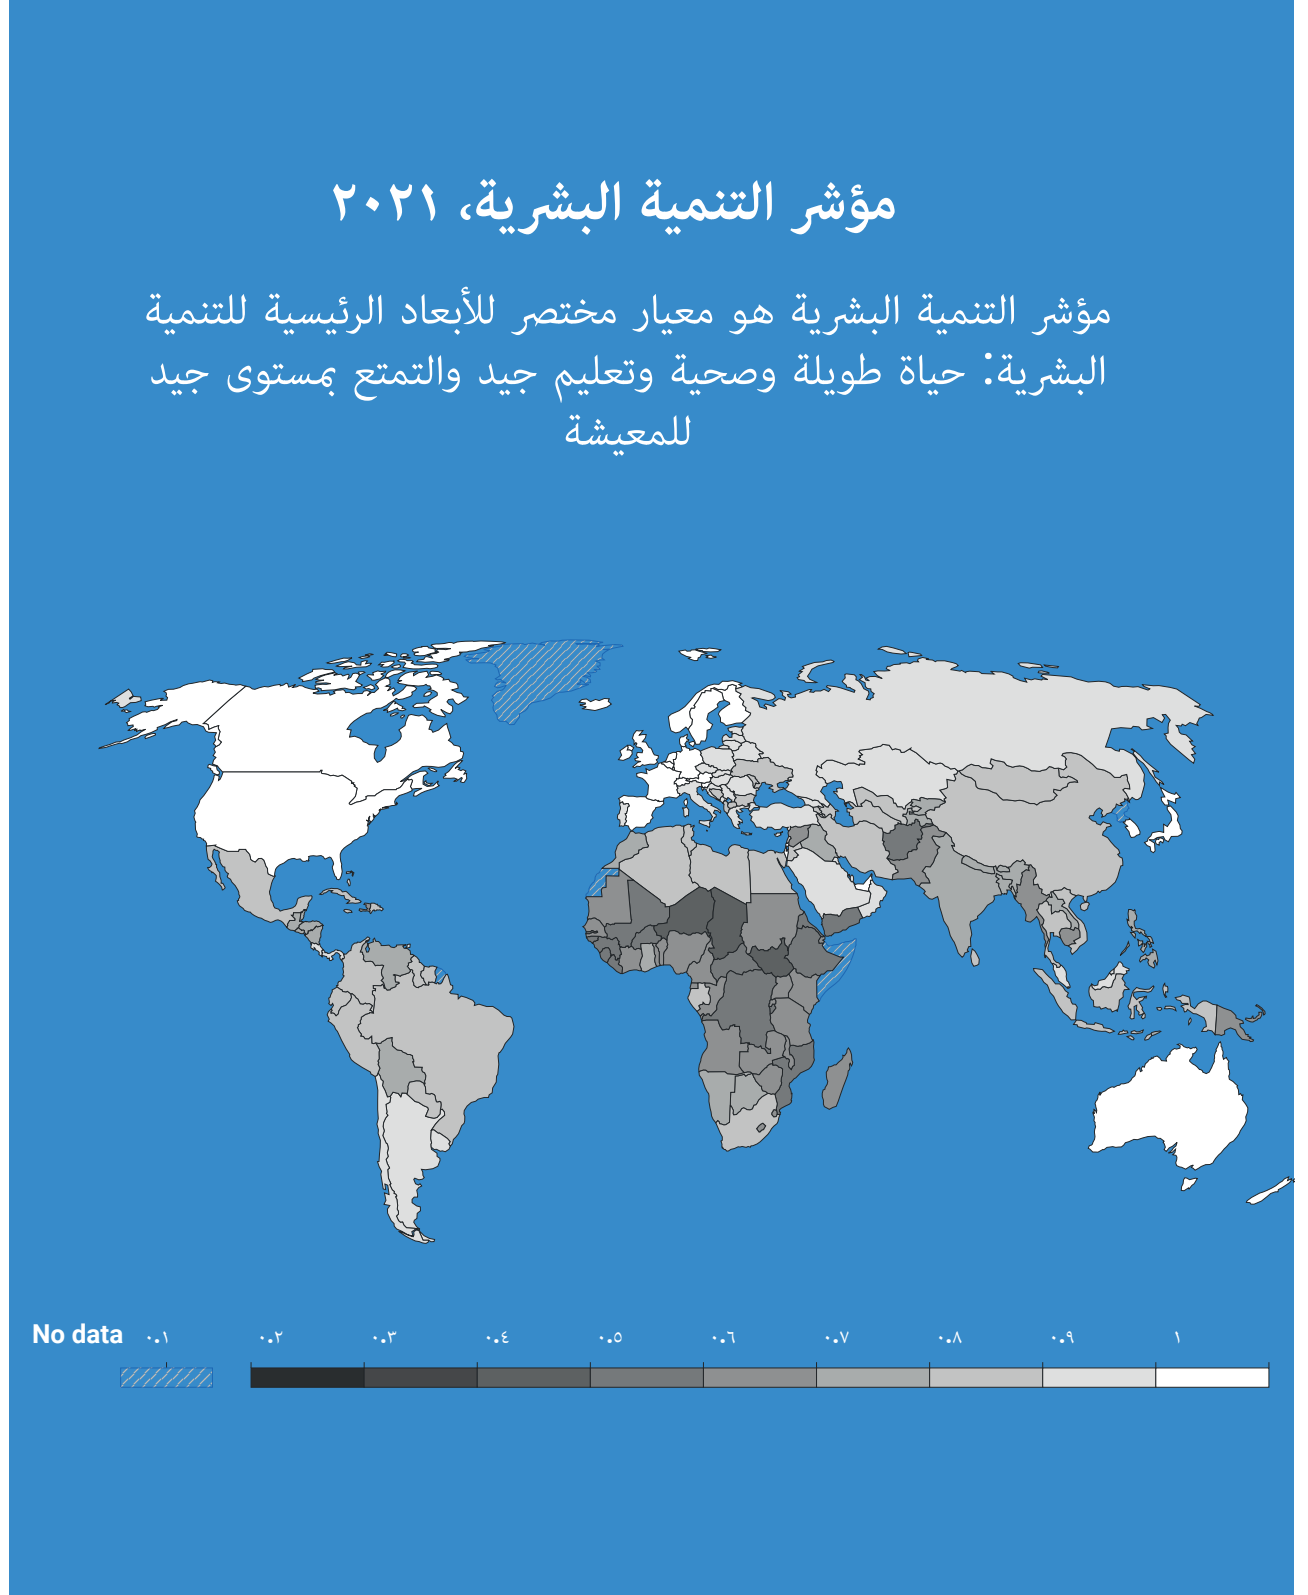 مؤشر التنمية البشرية، ٢٠٢١
مؤشر التنمية البشرية هو معيار مختصر للأبعاد الرئيسية للتنمية
البشرية: حياة طويلة وصحية وتعليم جيد والتمتع بمستوى جيد
للمعيشة
No data ٠.١ ٠.٢ ٠.٣ ٠.٤ ٠.٥ ٠.٦ ٠.٧ ٠.٨ ٠.٩ ١